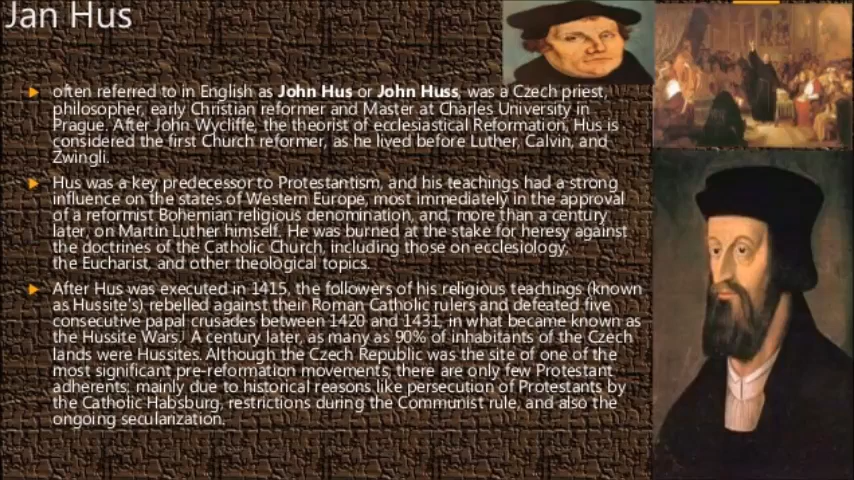 Jan Hus
often referred to in English as John Hus or John Huss, was a Czech priest,
philosopher, early Christian reformer and Master at Charles University in
Prague. After John Wycliffe, the theorist of ecclesiastical Reformation, Hus is
considered the first Church reformer, as he lived before Luther, Calvin, and
Zwingli.
Hus was a key predecessor to Protestantism, and his teachings had a strong
influence on the states of Western Europe, most immediately in the approval
of a reformist Bohemian religious denomination, and, more than a century
later, on Martin Luther himself. He was burned at the stake for heresy against
the doctrines of the Catholic Church, including those on ecclesiology,
the Eucharist, and other theological topics.
After Hus was executed in 1415, the followers of his religious teachings (known
as Hussite's) rebelled against their Roman Catholic rulers and defeated five
consecutive papal crusades between 1420 and 1431, in what became known as
the Hussite Wars. A century later, as many as 90% of inhabitants of the Czech
lands were Hussites. Although the Czech Republic was the site of one of the
most significant pre-reformation movements, there are only few Protestant
adherents; mainly due to historical reasons like persecution of Protestants by
the Catholic Habsburg, restrictions during the Communist rule, and also the
ongoing secularization.